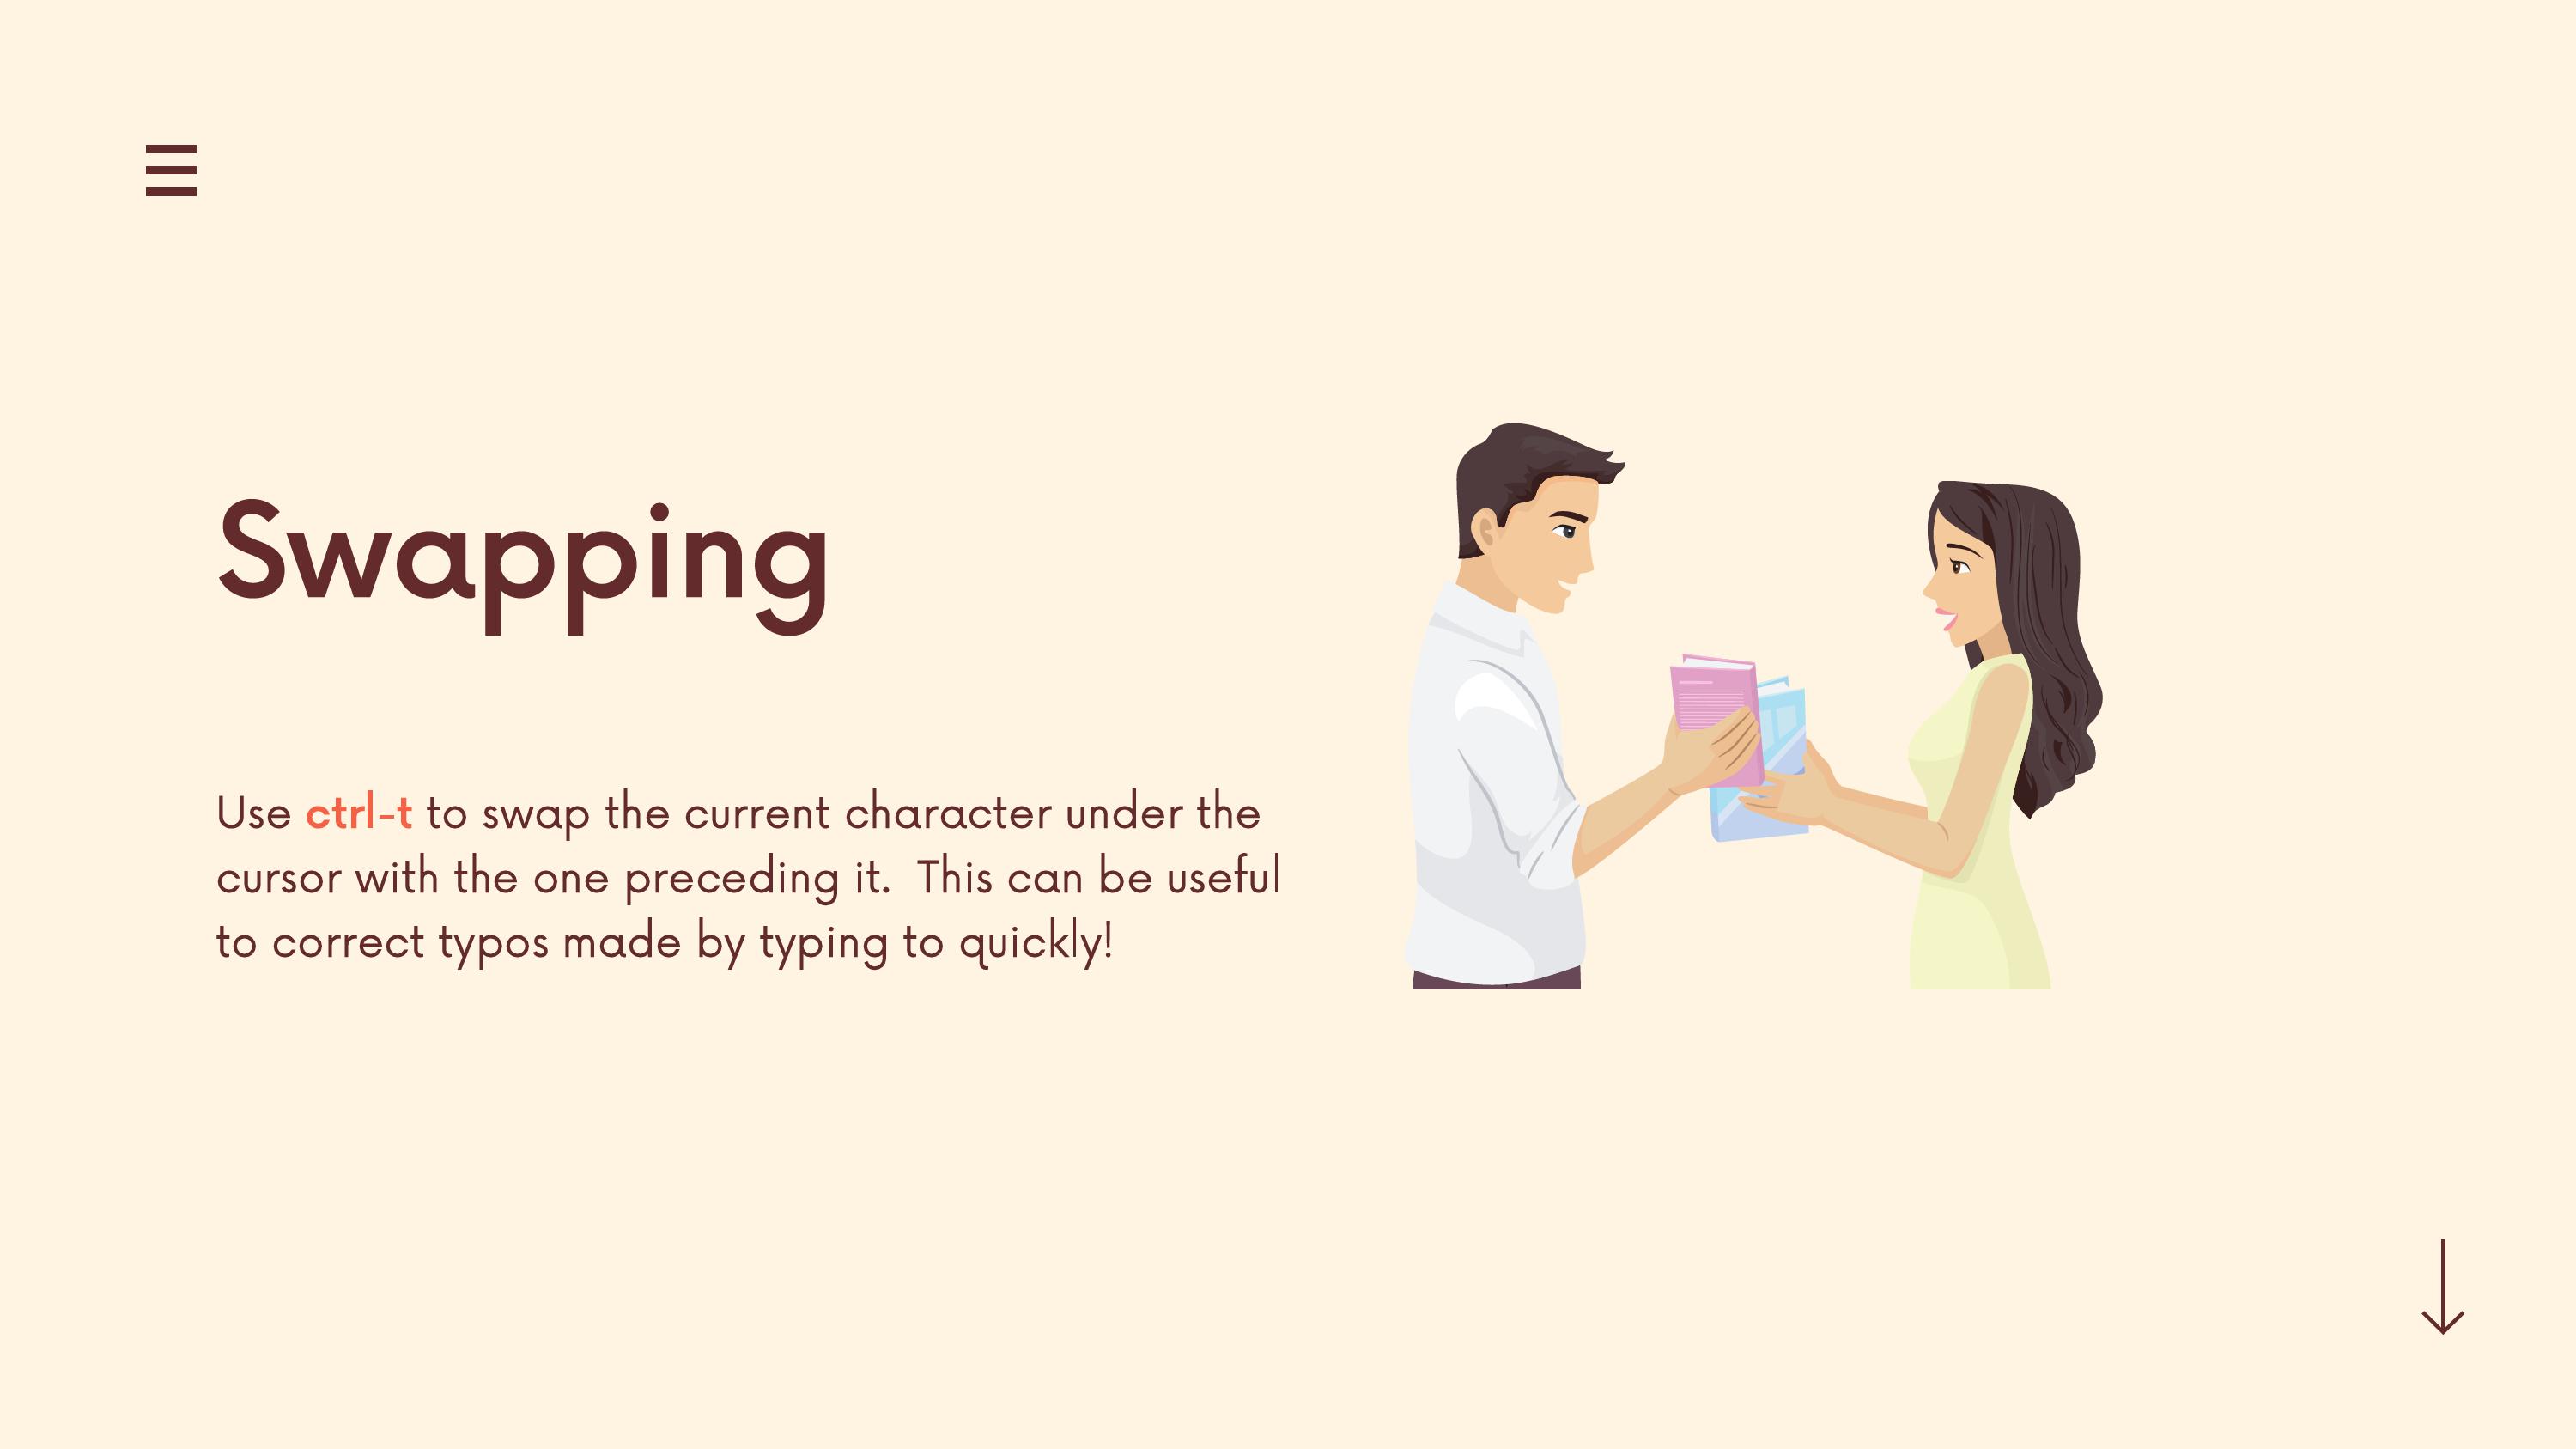 Swapping
Use ctrl-t to swap the current character under the
cursor with the one preceding it.  This can be useful
to correct typos made by typing to quickly!